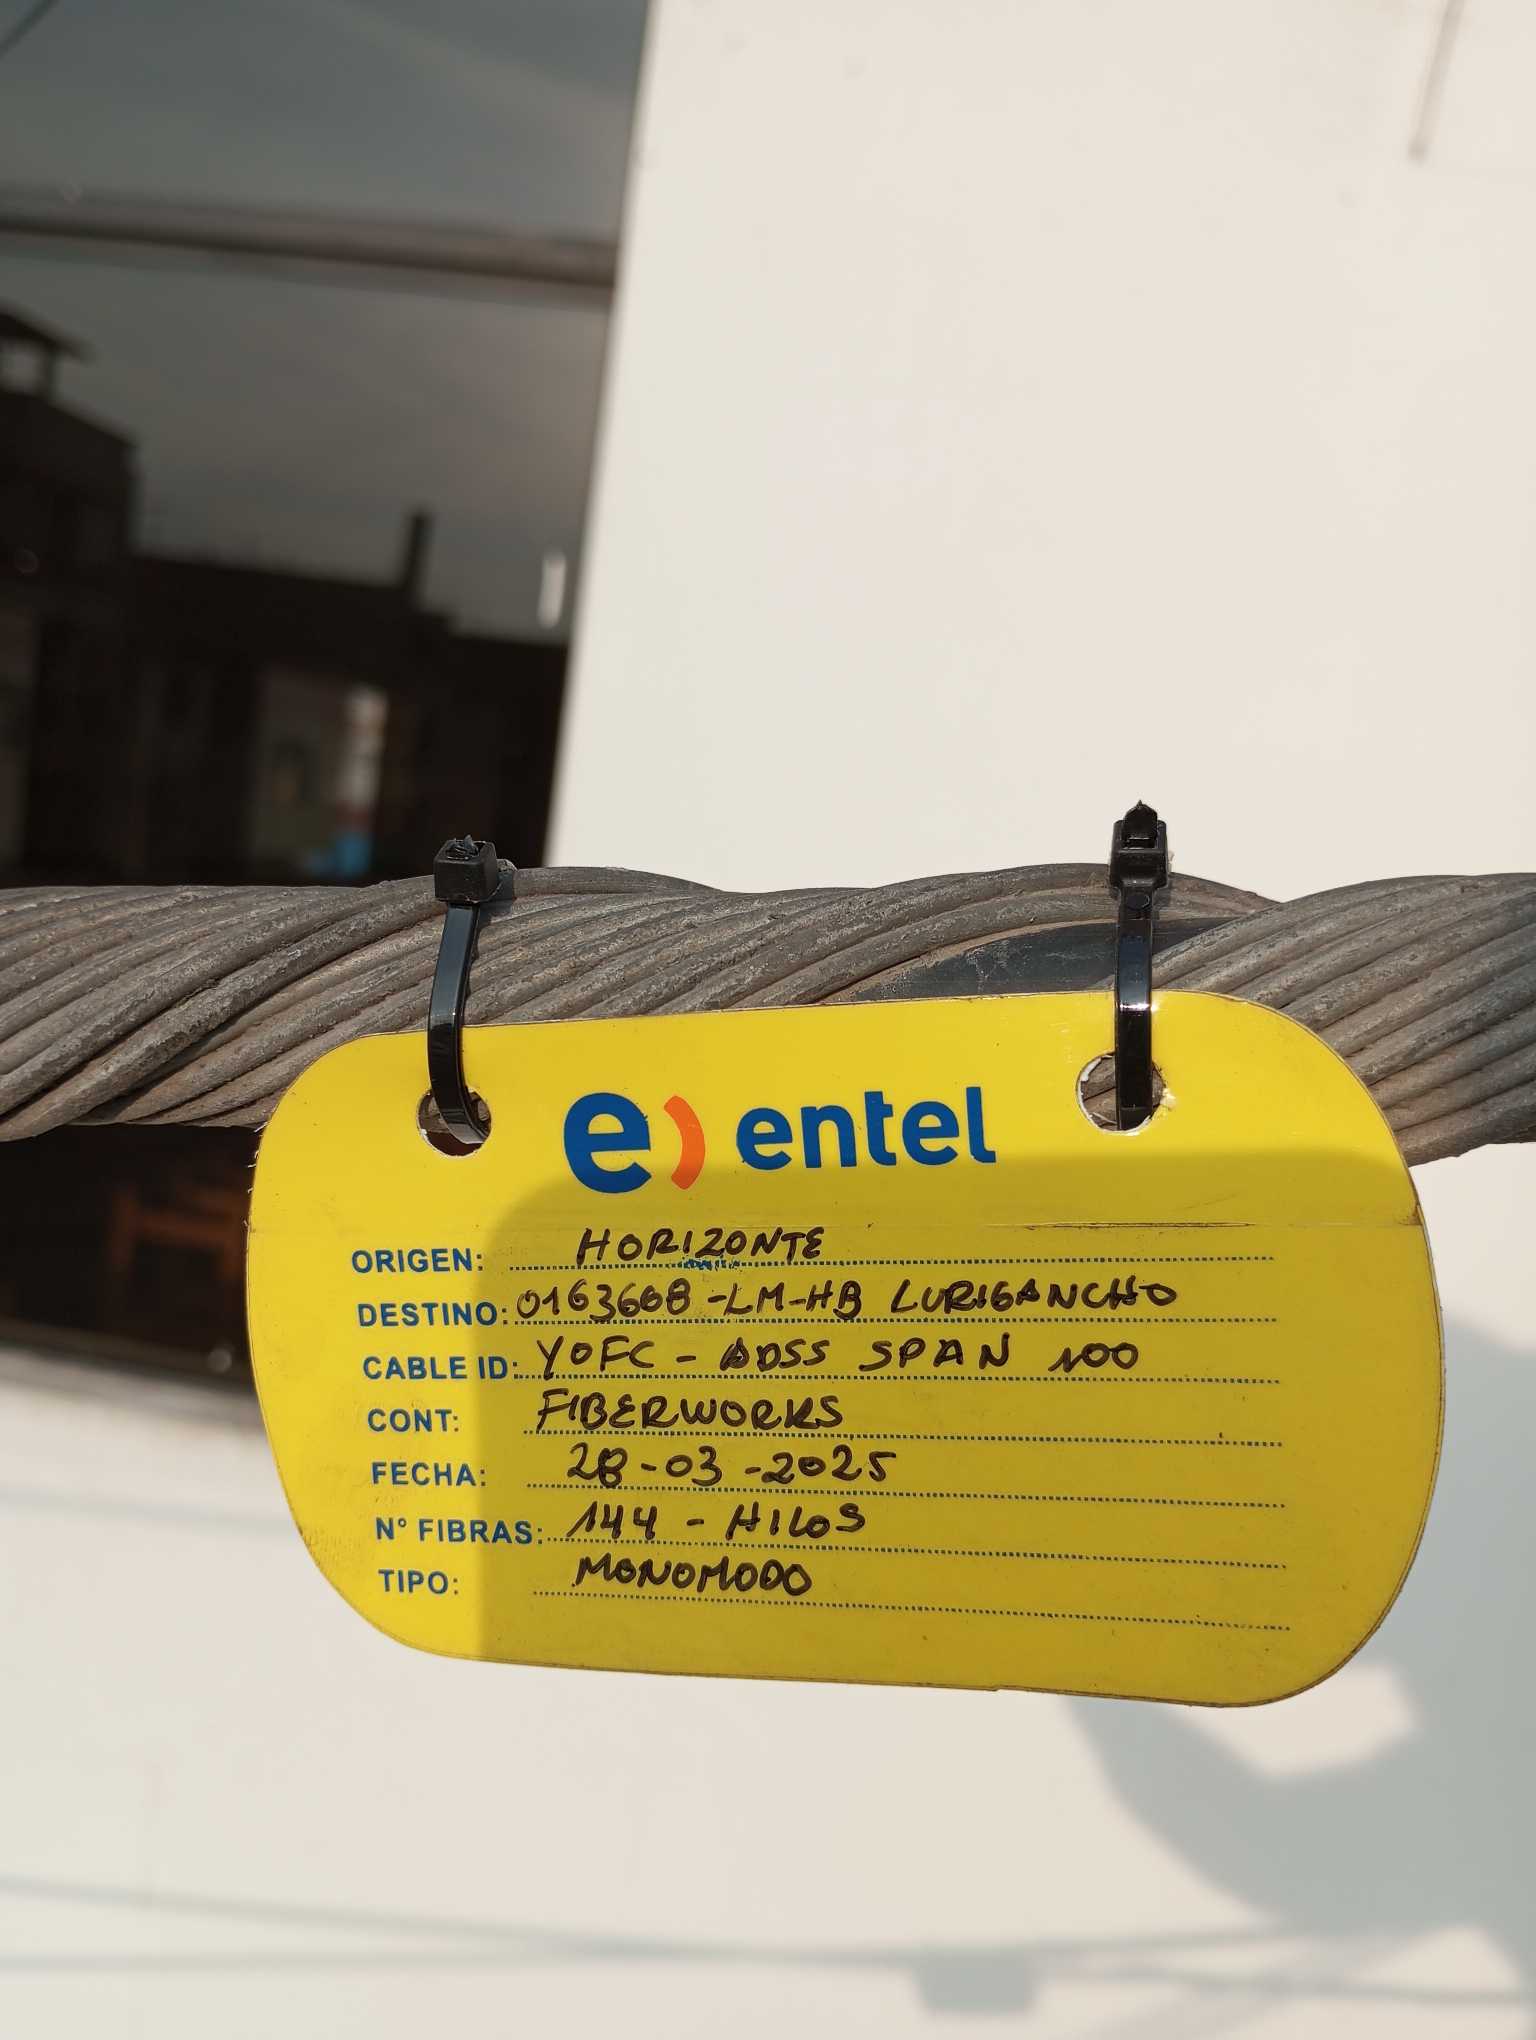 e) entel
ORIGEN: HORIZONTE
DESTINO: 0163668-LM-HB LURIGANCHO
CABLE ID: YOFC - ADSS SPAN 100
CONT: FIBERWORKS
FECHA: 28-03-2025
N° FIBRAS: 144 - HILOS
TIPO: MONOMODO